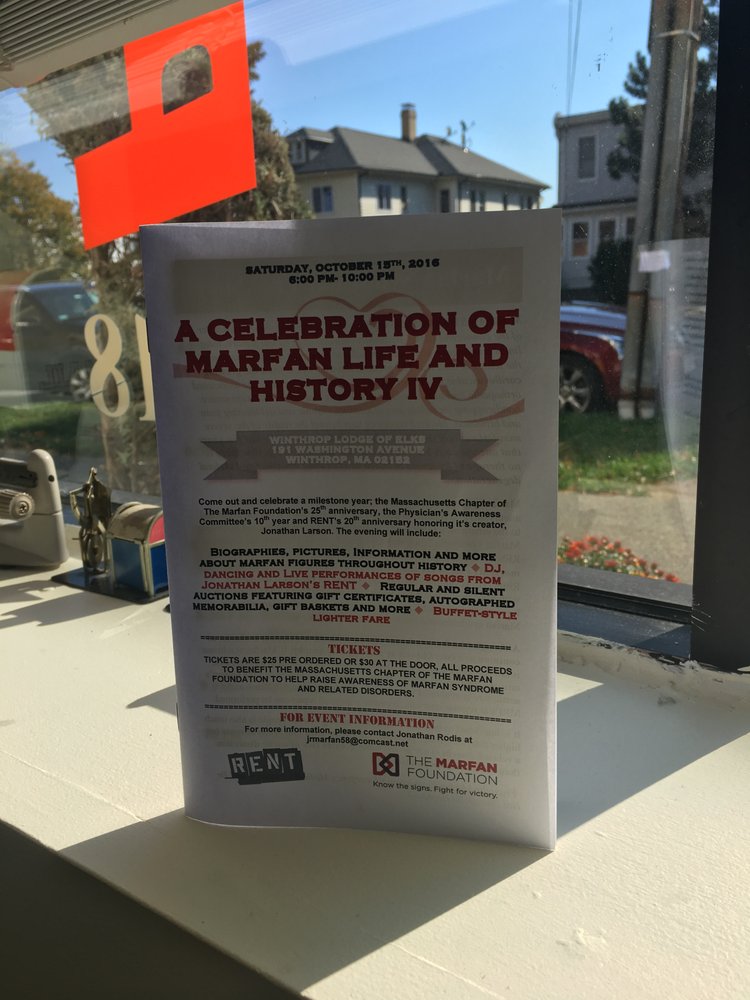 SATURDAY, OCTOBER 15TH, 2016
6:00 PM- 10:00 PM
A CELEBRATION OF
MARFAN LIFE AND
HISTORY IV
WINTHROP LODGE OF ELKS
191 WASHINGTON AVENUE
WINTHROP, MA 02152
Come out and celebrate a milestone year; the Massachusetts Chapter of
The Marfan Foundation's 25th anniversary, the Physician's Awareness
Committee's 10th year and RENT's 20th anniversary honoring it's creator,
Jonathan Larson. The evening will include:
BIOGRAPHIES, PICTURES, INFORMATION AND MORE
ABOUT MARFAN FIGURES THROUGHOUT HISTORY ◆ DJ,
DANCING AND LIVE PERFORMANCES OF SONGS FROM
JONATHAN LARSON'S RENT ◆ REGULAR AND SILENT
AUCTIONS FEATURING GIFT CERTIFICATES, AUTOGRAPHED
MEMORABILIA, GIFT BASKETS AND MORE ◆ BUFFET-STYLE
LIGHTER FARE
TICKETS
TICKETS ARE $25 PRE ORDERED OR $30 AT THE DOOR, ALL PROCEEDS
TO BENEFIT THE MASSACHUSETTS CHAPTER OF THE MARFAN
FOUNDATION TO HELP RAISE AWARENESS OF MARFAN SYNDROME
AND RELATED DISORDERS.
FOR EVENT INFORMATION
For more information, please contact Jonathan Rodis at
jrmarfan58@comcast.net
RENT
THE MARFAN
FOUNDATION
Know the signs. Fight for victory.
81